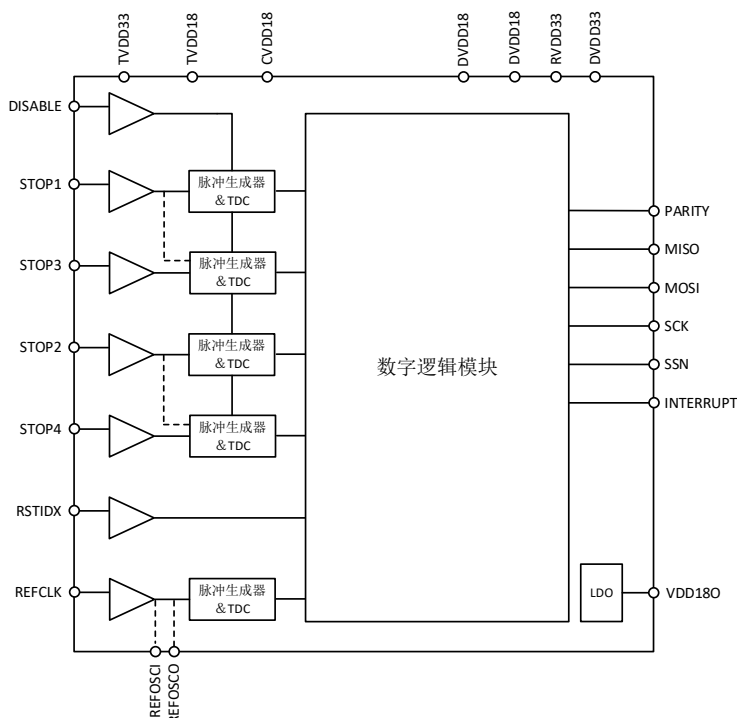 TVDD33
TVDD18
CVDD18
DVDD18
DVDD18
RVDD33
DVDD33
DISABLE
STOP1
脉冲生成器
&TDC
STOP3
脉冲生成器
&TDC
STOP2
脉冲生成器
&TDC
STOP4
脉冲生成器
&TDC
RSTIDX
REFCLK
脉冲生成器
&TDC
REFOSCI
REFOSCO
数字逻辑模块
PARITY
MISO
MOSI
SCK
SSN
INTERRUPT
LDO
VDD18O